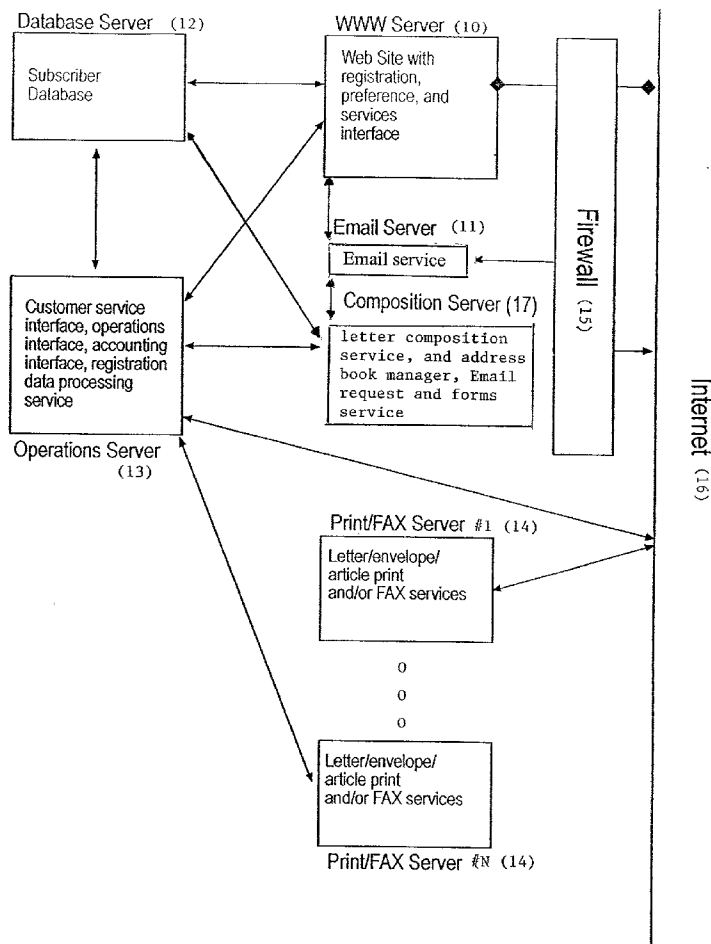 Database Server (12)
Subscriber
Database
WWW Server (10)
Web Site with
registration,
preference, and
services
interface
Email Server (11)
Email service
Composition Server (17)
letter composition
service, and address
book manager, Email
request and forms
service
Customer service
interface, operations
interface, accounting
interface, registration
data processing
service
Operations Server
(13)
Firewall (15)
Internet (16)
Print/FAX Server #1 (14)
Letter/envelope/
article print
and/or FAX services
o
o
o
Letter/envelope/
article print
and/or FAX services
Print/FAX Server #N (14)